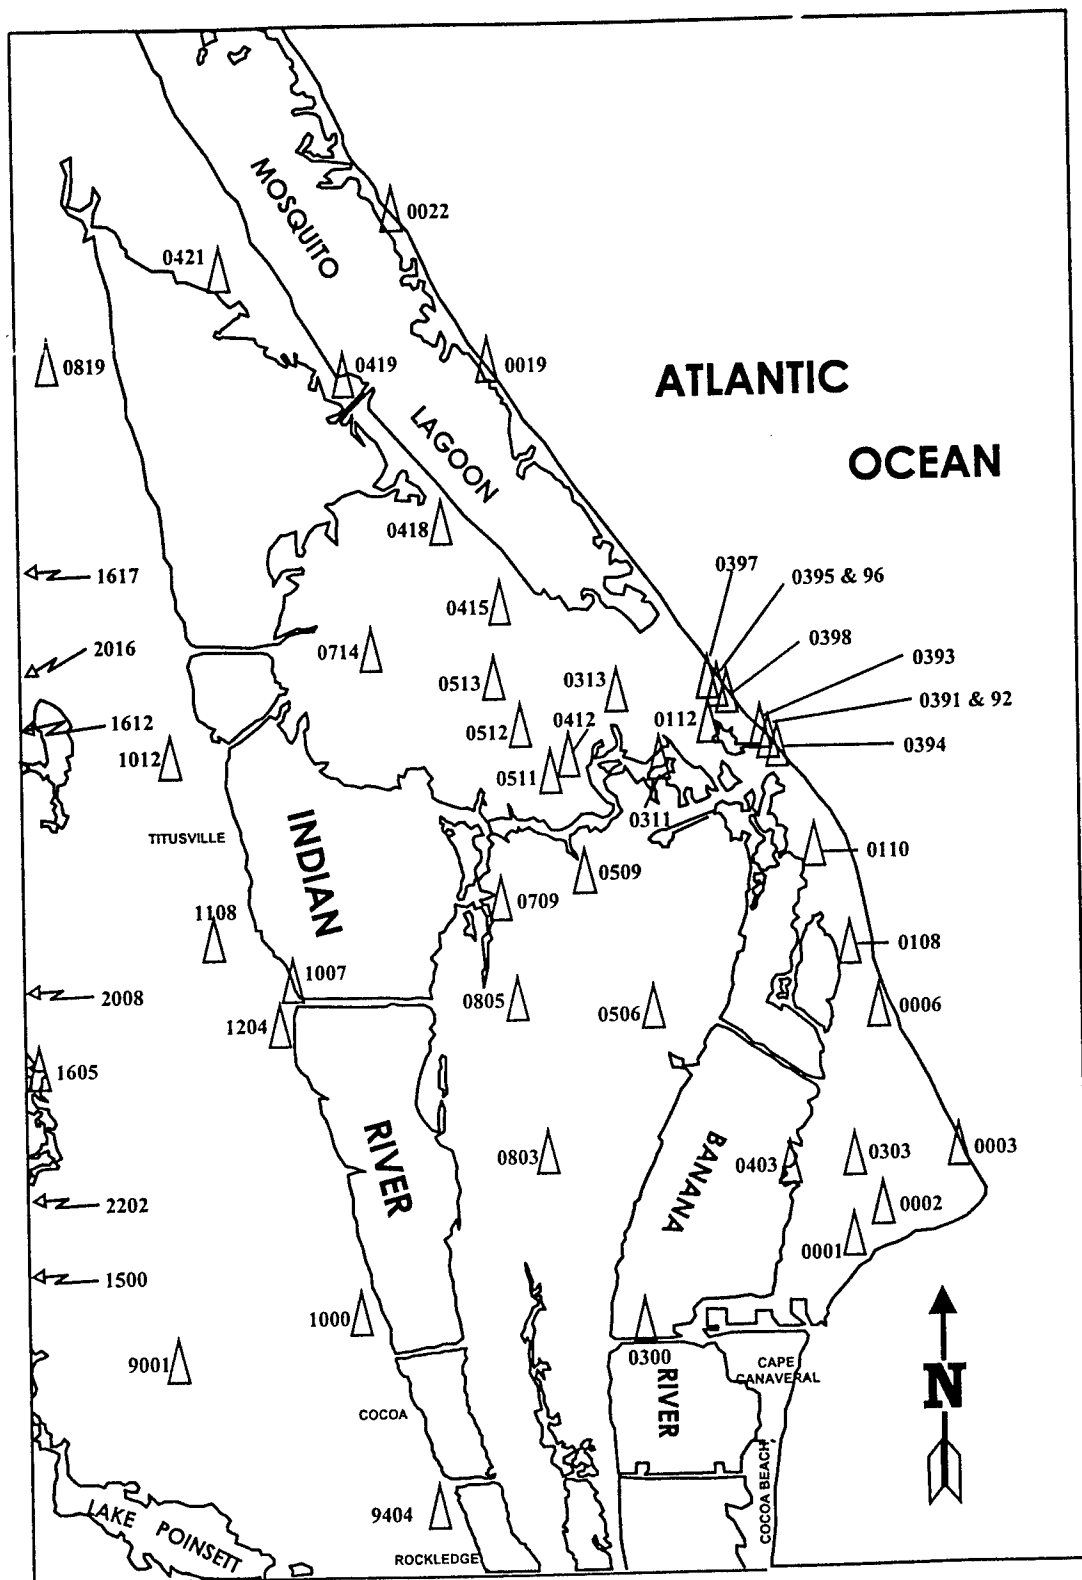 MOSQUITO
0022
0421
0819
0419
0019
ATLANTIC
OCEAN
LAGOON
0418
0397
1617
0395 & 96
0415
0398
2016
0714
0393
0513
0313
0391 & 92
1612
0512
0412
0112
0394
1012
0511
TITUSVILLE
INDIAN
0311
0110
0509
0709
1108
0108
1007
2008
0805
0506
0006
1204
1605
RIVER
BANANA
0803
0403
0303
0003
2202
0002
0001
1500
1000
9001
0300
CAPE
CANAVERAL
N
RIVER
COCOA
COCOA BEACH
LAKE POINSETT
9404
ROCKLEDGE